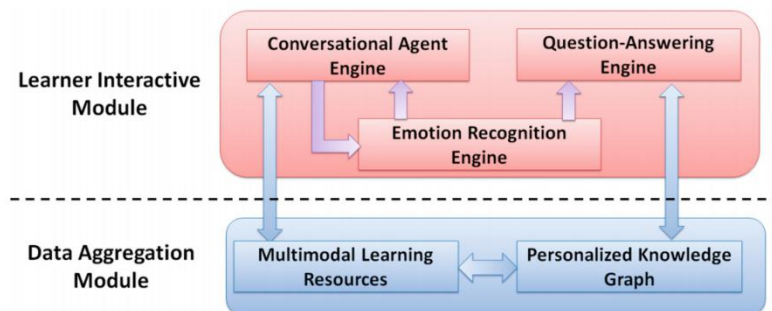 Learner Interactive
Module
Conversational Agent
Engine
Question-Answering
Engine
Emotion Recognition
Engine
Data Aggregation
Module
Multimodal Learning
Resources
Personalized Knowledge
Graph